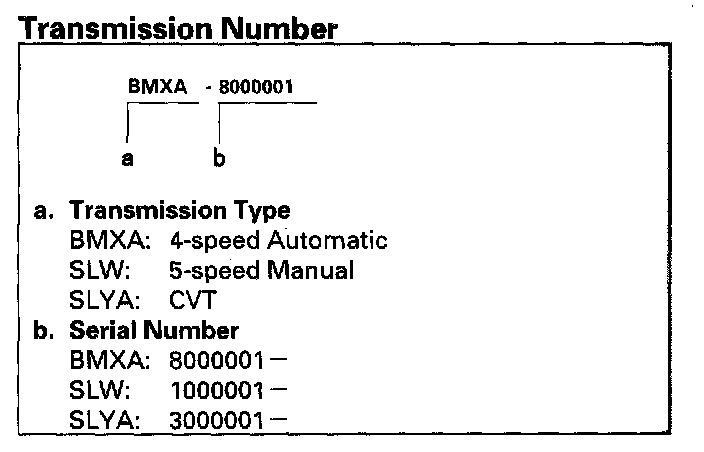 Transmission Number
BMXA - 8000001
a b
a. Transmission Type
BMXA: 4-speed Automatic
SLW: 5-speed Manual
SLYA: CVT
b. Serial Number
BMXA: 8000001—
SLW: 1000001—
SLYA: 3000001—